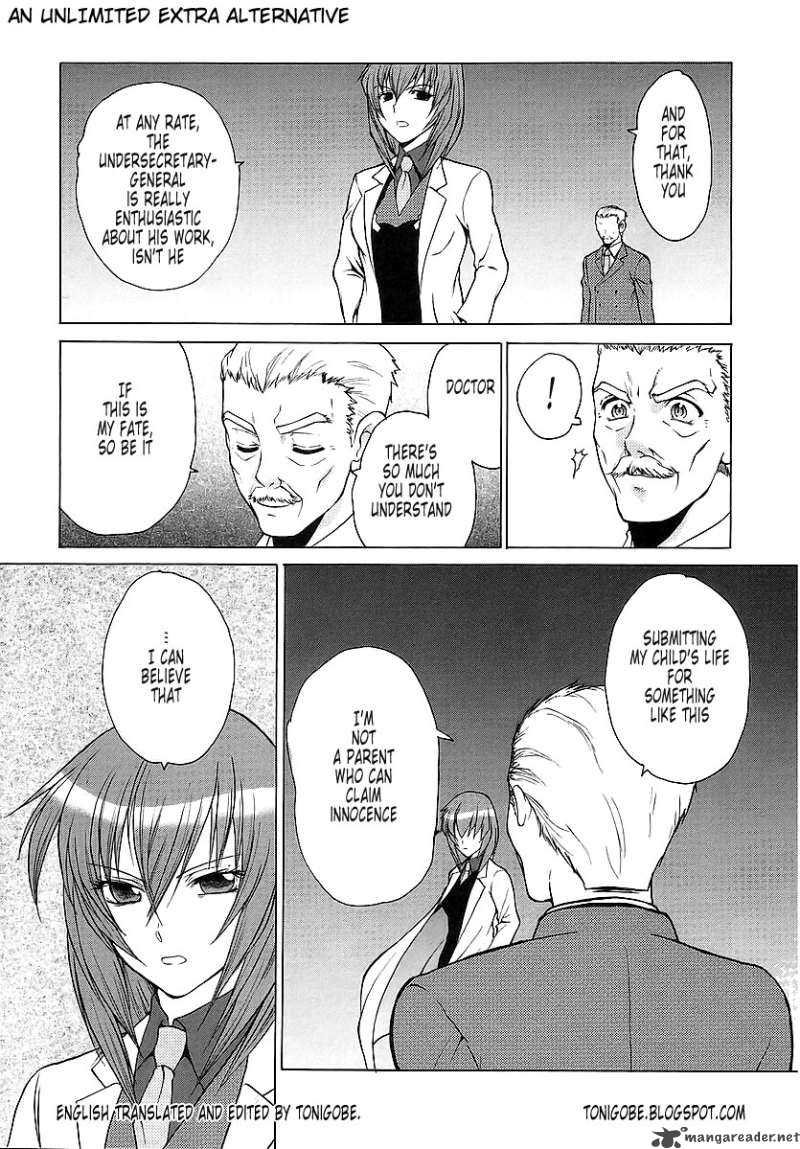 AN UNLIMITED EXTRA ALTERNATIVE
AND
FOR
THAT,
THANK
YOU
AT ANY RATE,
THE
UNDERSECRETARY-
GENERAL
IS REALLY
ENTHUSIASTIC
ABOUT HIS WORK,
ISN'T HE
!
DOCTOR
THERE'S
SO MUCH
YOU DON'T
UNDERSTAND
IF
THIS IS
MY FATE,
SO BE IT
SUBMITTING
MY CHILD'S LIFE
FOR
SOMETHING
LIKE THIS
I'M
NOT
A PARENT
WHO CAN
CLAIM
INNOCENCE
...
I CAN
BELIEVE
THAT
ENGLISH TRANSLATED AND EDITED BY TONIGOBE.
TONIGOBE.BLOGSPOT.COM
mangareader.net